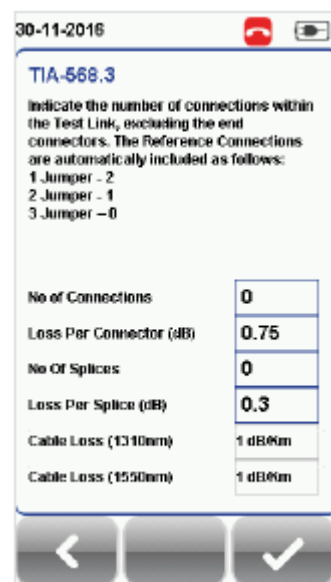 30-11-2016
TIA-568.3
Indicate the number of connections within
the Test Link, excluding the end
connectors. The Reference Connections
are automatically included as follows:
1 Jumper - 2
2 Jumper - 1
3 Jumper – 0
No of Connections 0
Loss Per Connector (dB) 0.75
No Of Splices 0
Loss Per Splice (dB) 0.3
Cable Loss (1310nm) 1 dB/Km
Cable Loss (1550nm) 1 dB/Km